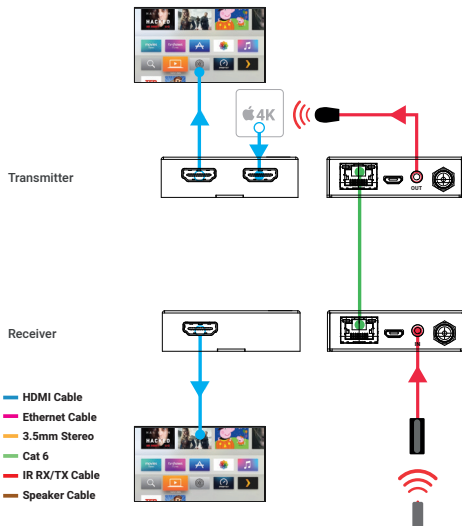 HACKED
4K
Transmitter
OUT
IN
Receiver
HDMI Cable
Ethernet Cable
3.5mm Stereo
Cat 6
IR RX/TX Cable
Speaker Cable
HACKED